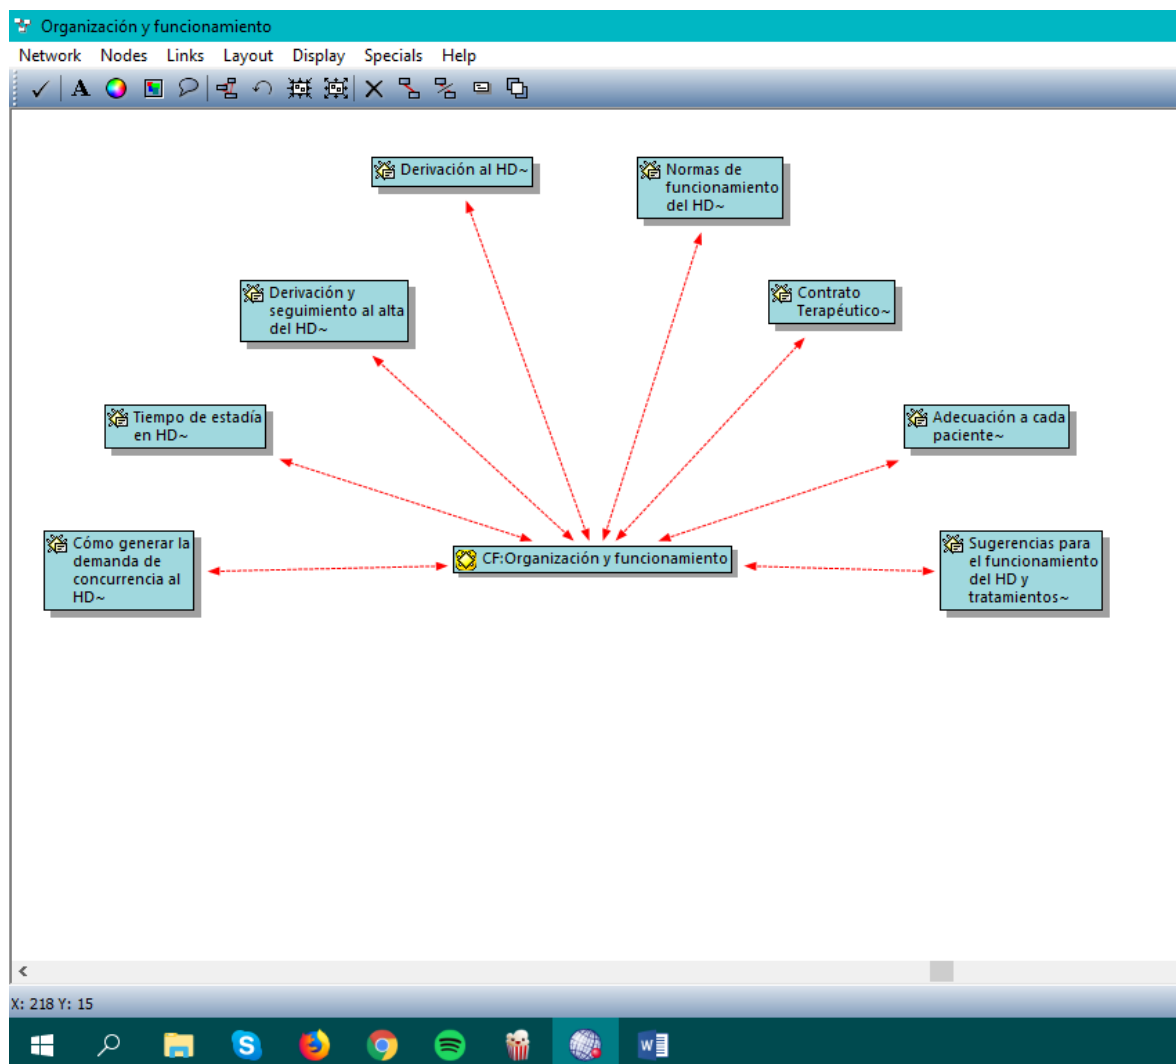 Organización y funcionamiento
Network Nodes Links Layout Display Specials Help
A
Derivación al HD~
Normas de
funcionamiento
del HD~
Derivación y
seguimiento al alta
del HD~
Contrato
Terapéutico~
Tiempo de estadía
en HD~
Adecuación a cada
paciente~
Cómo generar la
demanda de
concurrencia al
HD~
CF:Organización y funcionamiento
Sugerencias para
el funcionamiento
del HD y
tratamientos~
X: 218 Y: 15
S
W